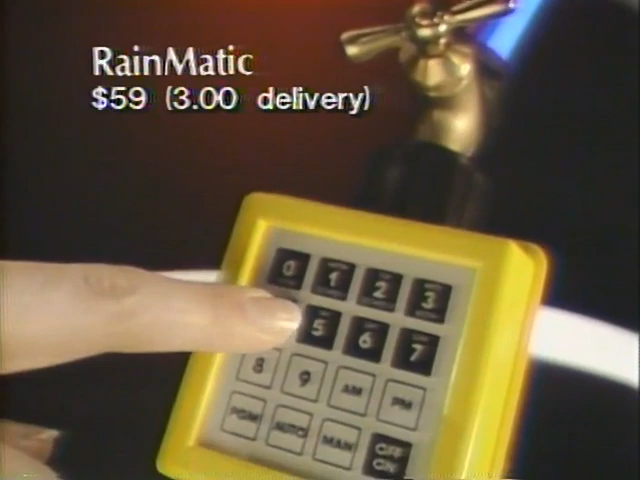 RainMatic
$59 (3.00 delivery)
0 1 2 3
5 6 7
8 9 AM PM
PGM AUTO MAN OFF
ON